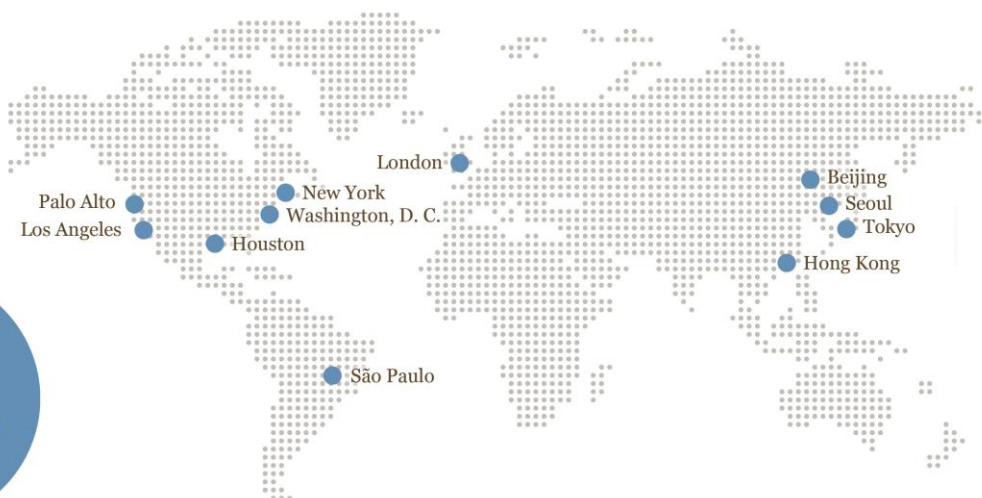 London
Beijing
New York
Palo Alto
Seoul
Washington, D. C.
Tokyo
Los Angeles
Houston
Hong Kong
São Paulo